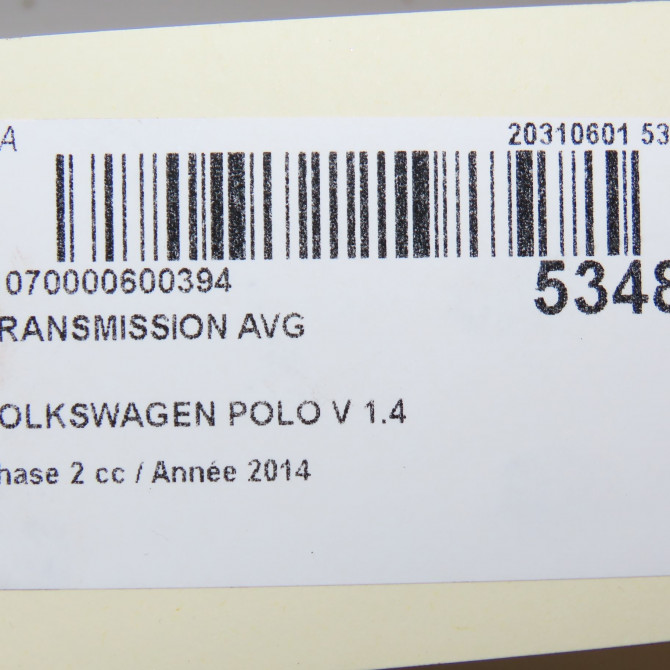 A 20310601 53
070000600394 5348
RANSMISSION AVG
OLKSWAGEN POLO V 1.4
hase 2 cc / Année 2014